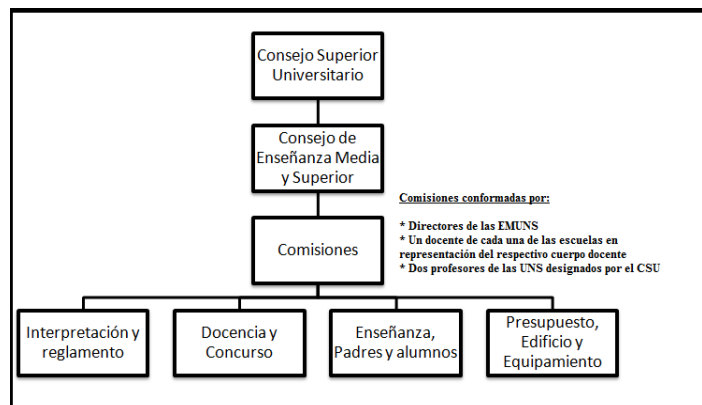 Consejo Superior
Universitario
Consejo de
Enseñanza Media
y Superior
Comisiones conformadas por:
* Directores de las EMUNS
* Un docente de cada una de las escuelas en
representación del respectivo cuerpo docente
* Dos profesores de las UNS designados por el CSU
Comisiones
Interpretación y
reglamento
Docencia y
Concurso
Enseñanza,
Padres y alumnos
Presupuesto,
Edificio y
Equipamiento